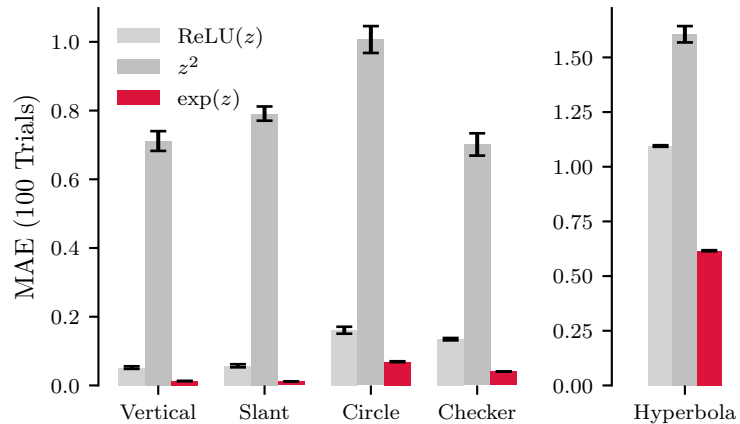 MAE (100 Trials)
1.0
0.8
0.6
0.4
0.2
0.0
ReLU(z)
z²
exp(z)
Vertical
Slant
Circle
Checker
1.50
1.25
1.00
0.75
0.50
0.25
0.00
Hyperbola